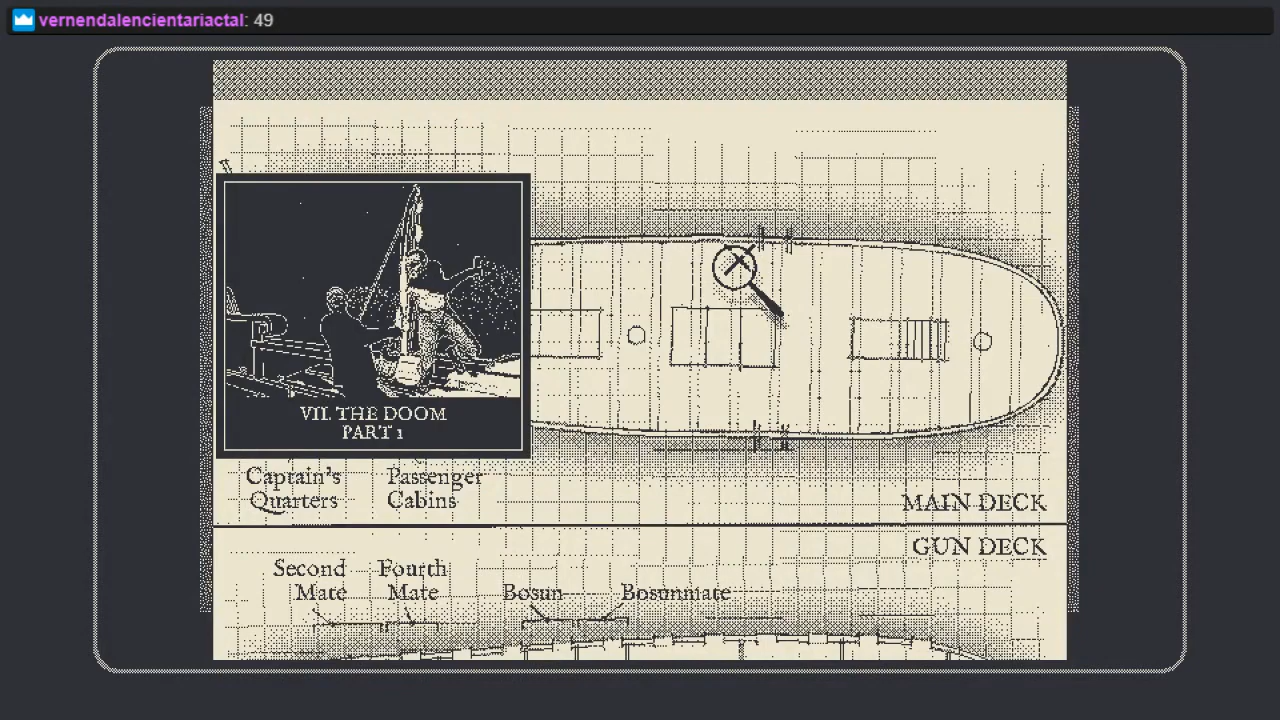 vernendalencientariactal: 49
VII. THE DOOM
PART 1
Captain's
Quarters
Passenger
Cabins
MAIN DECK
GUN DECK
Second
Mate
Fourth
Mate
Bosun
Bosunmate